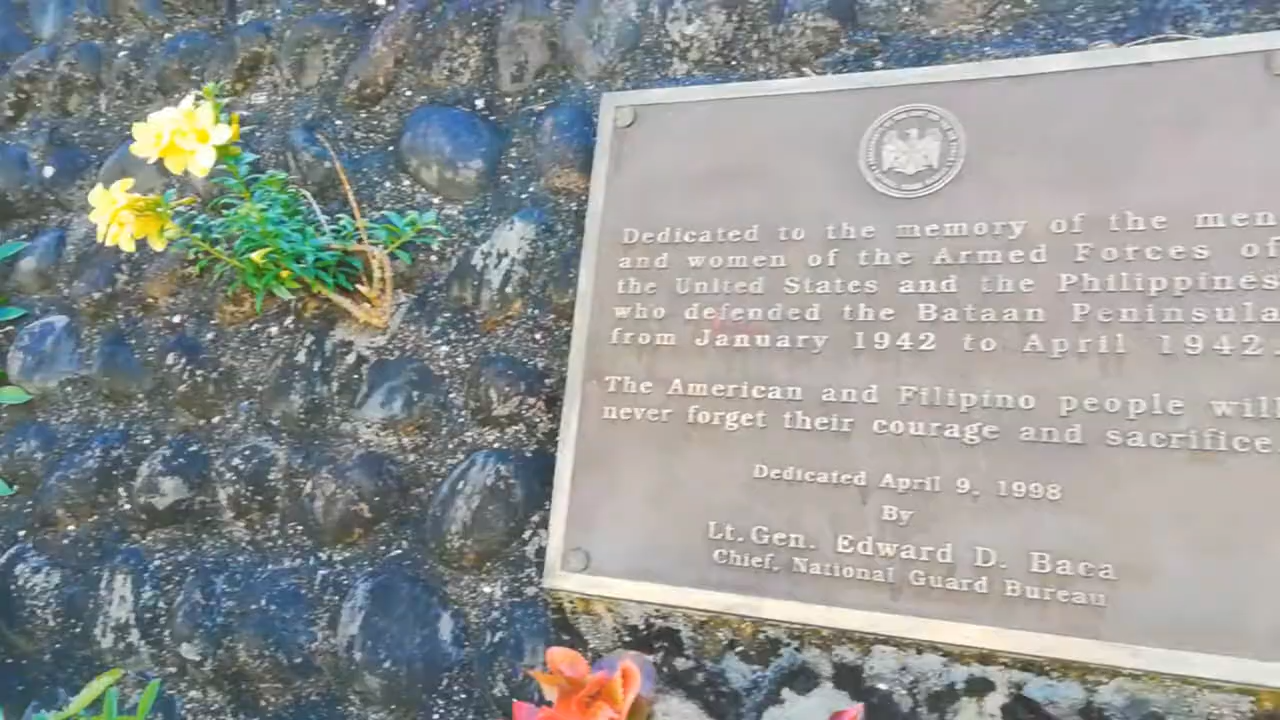 Dedicated to the memory of the men
and women of the Armed Forces of
the United States and the Philippines
who defended the Bataan Peninsula
from January 1942 to April 1942.
The American and Filipino people will
never forget their courage and sacrifice
Dedicated April 9, 1998
By
Lt. Gen. Edward D. Baca
Chief, National Guard Bureau